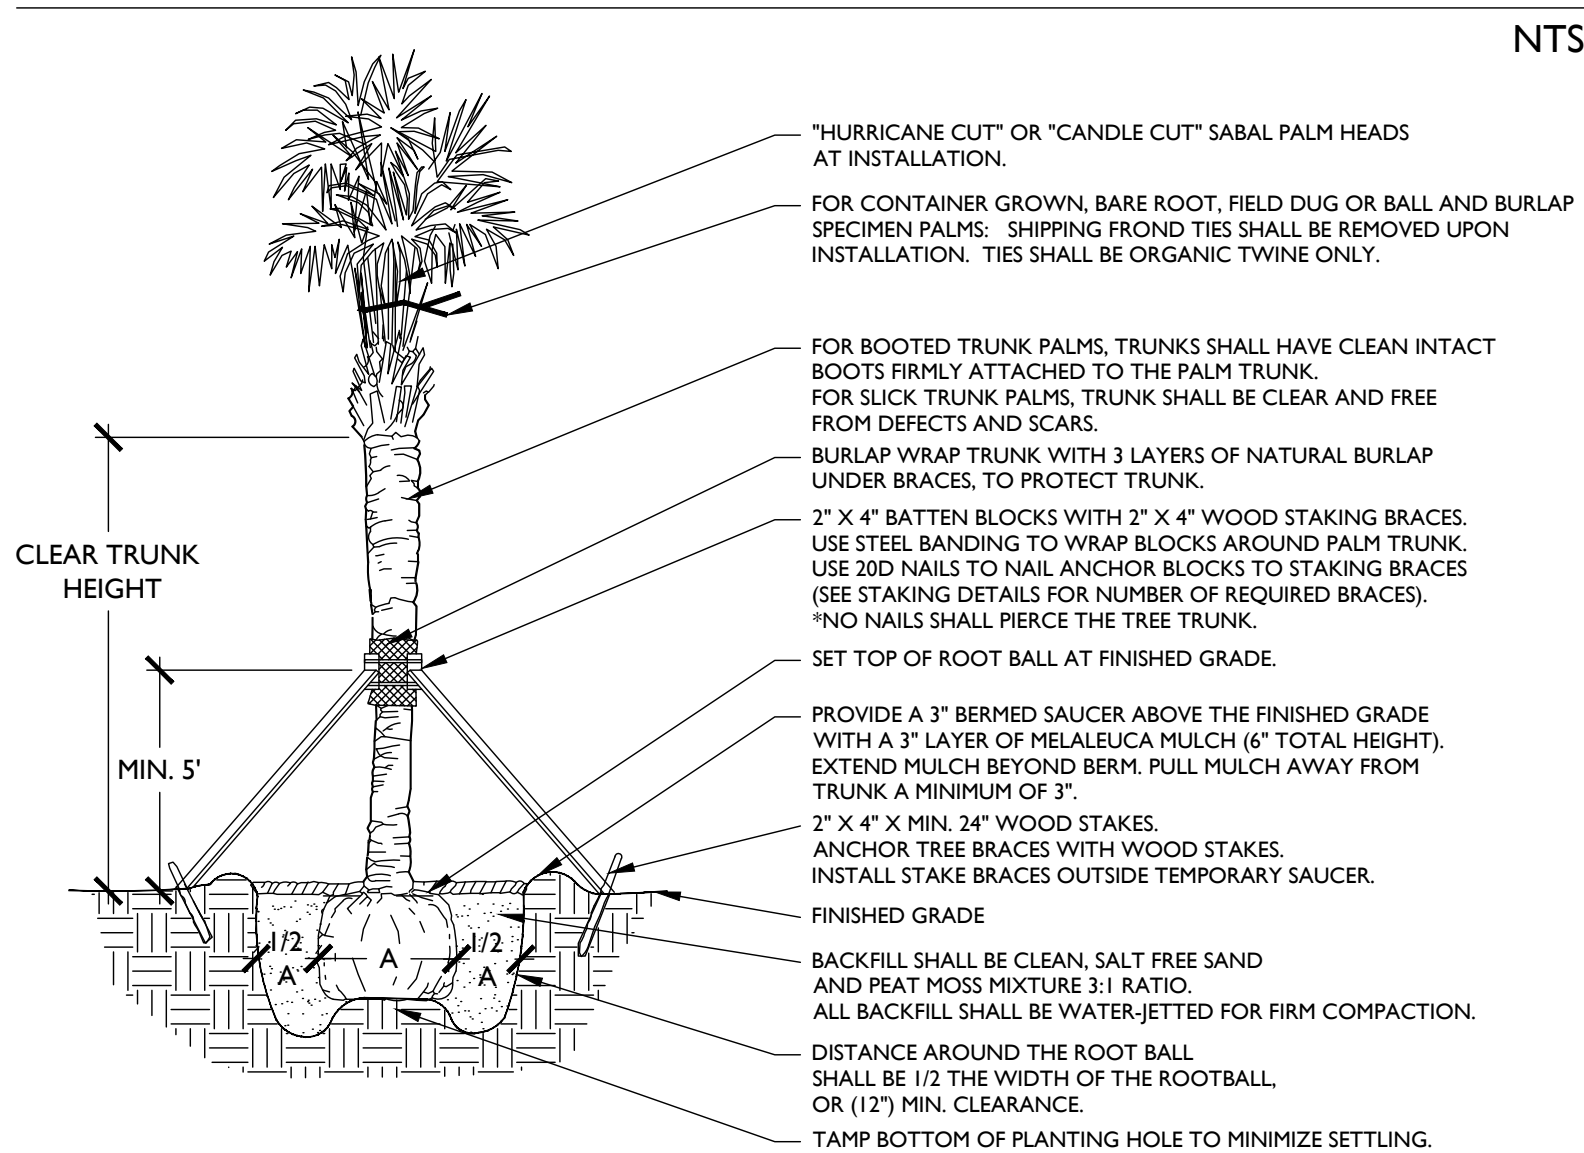 NTS
"HURRICANE CUT" OR "CANDLE CUT" SABAL PALM HEADS
AT INSTALLATION.
FOR CONTAINER GROWN, BARE ROOT, FIELD DUG OR BALL AND BURLAP
SPECIMEN PALMS: SHIPPING FROND TIES SHALL BE REMOVED UPON
INSTALLATION. TIES SHALL BE ORGANIC TWINE ONLY.
FOR BOOTED TRUNK PALMS, TRUNKS SHALL HAVE CLEAN INTACT
BOOTS FIRMLY ATTACHED TO THE PALM TRUNK.
FOR SLICK TRUNK PALMS, TRUNK SHALL BE CLEAR AND FREE
FROM DEFECTS AND SCARS.
BURLAP WRAP TRUNK WITH 3 LAYERS OF NATURAL BURLAP
UNDER BRACES, TO PROTECT TRUNK.
2" X 4" BATTEN BLOCKS WITH 2" X 4" WOOD STAKING BRACES.
USE STEEL BANDING TO WRAP BLOCKS AROUND PALM TRUNK.
USE 20D NAILS TO NAIL ANCHOR BLOCKS TO STAKING BRACES
(SEE STAKING DETAILS FOR NUMBER OF REQUIRED BRACES).
*NO NAILS SHALL PIERCE THE TREE TRUNK.
SET TOP OF ROOT BALL AT FINISHED GRADE.
PROVIDE A 3" BERMED SAUCER ABOVE THE FINISHED GRADE
WITH A 3" LAYER OF MELALEUCA MULCH (6" TOTAL HEIGHT).
EXTEND MULCH BEYOND BERM. PULL MULCH AWAY FROM
TRUNK A MINIMUM OF 3".
2" X 4" X MIN. 24" WOOD STAKES.
ANCHOR TREE BRACES WITH WOOD STAKES.
INSTALL STAKE BRACES OUTSIDE TEMPORARY SAUCER.
FINISHED GRADE
BACKFILL SHALL BE CLEAN, SALT FREE SAND
AND PEAT MOSS MIXTURE 3:1 RATIO.
ALL BACKFILL SHALL BE WATER-JETTED FOR FIRM COMPACTION.
DISTANCE AROUND THE ROOT BALL
SHALL BE 1/2 THE WIDTH OF THE ROOTBALL,
OR (12") MIN. CLEARANCE.
TAMP BOTTOM OF PLANTING HOLE TO MINIMIZE SETTLING.
CLEAR TRUNK
HEIGHT
MIN. 5'
1/2
A
A
1/2
A